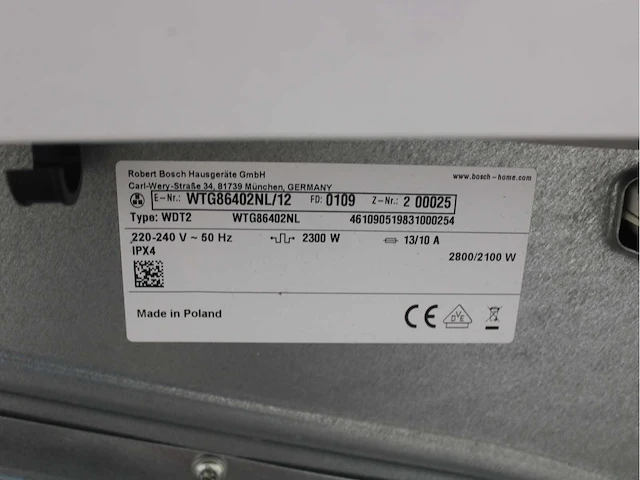 Robert Bosch Hausgeräte GmbH www.bosch-home.com
Carl-Wery-Straße 34, 81739 München, GERMANY
E-Nr.: WTG86402NL/12 FD: 0109 Z-Nr.: 2 00025
Type: WDT2 WTG86402NL 461090519831000254
220-240 V ~ 50 Hz 2300 W 13/10 A
IPX4 2800/2100 W
Made in Poland CE DVE